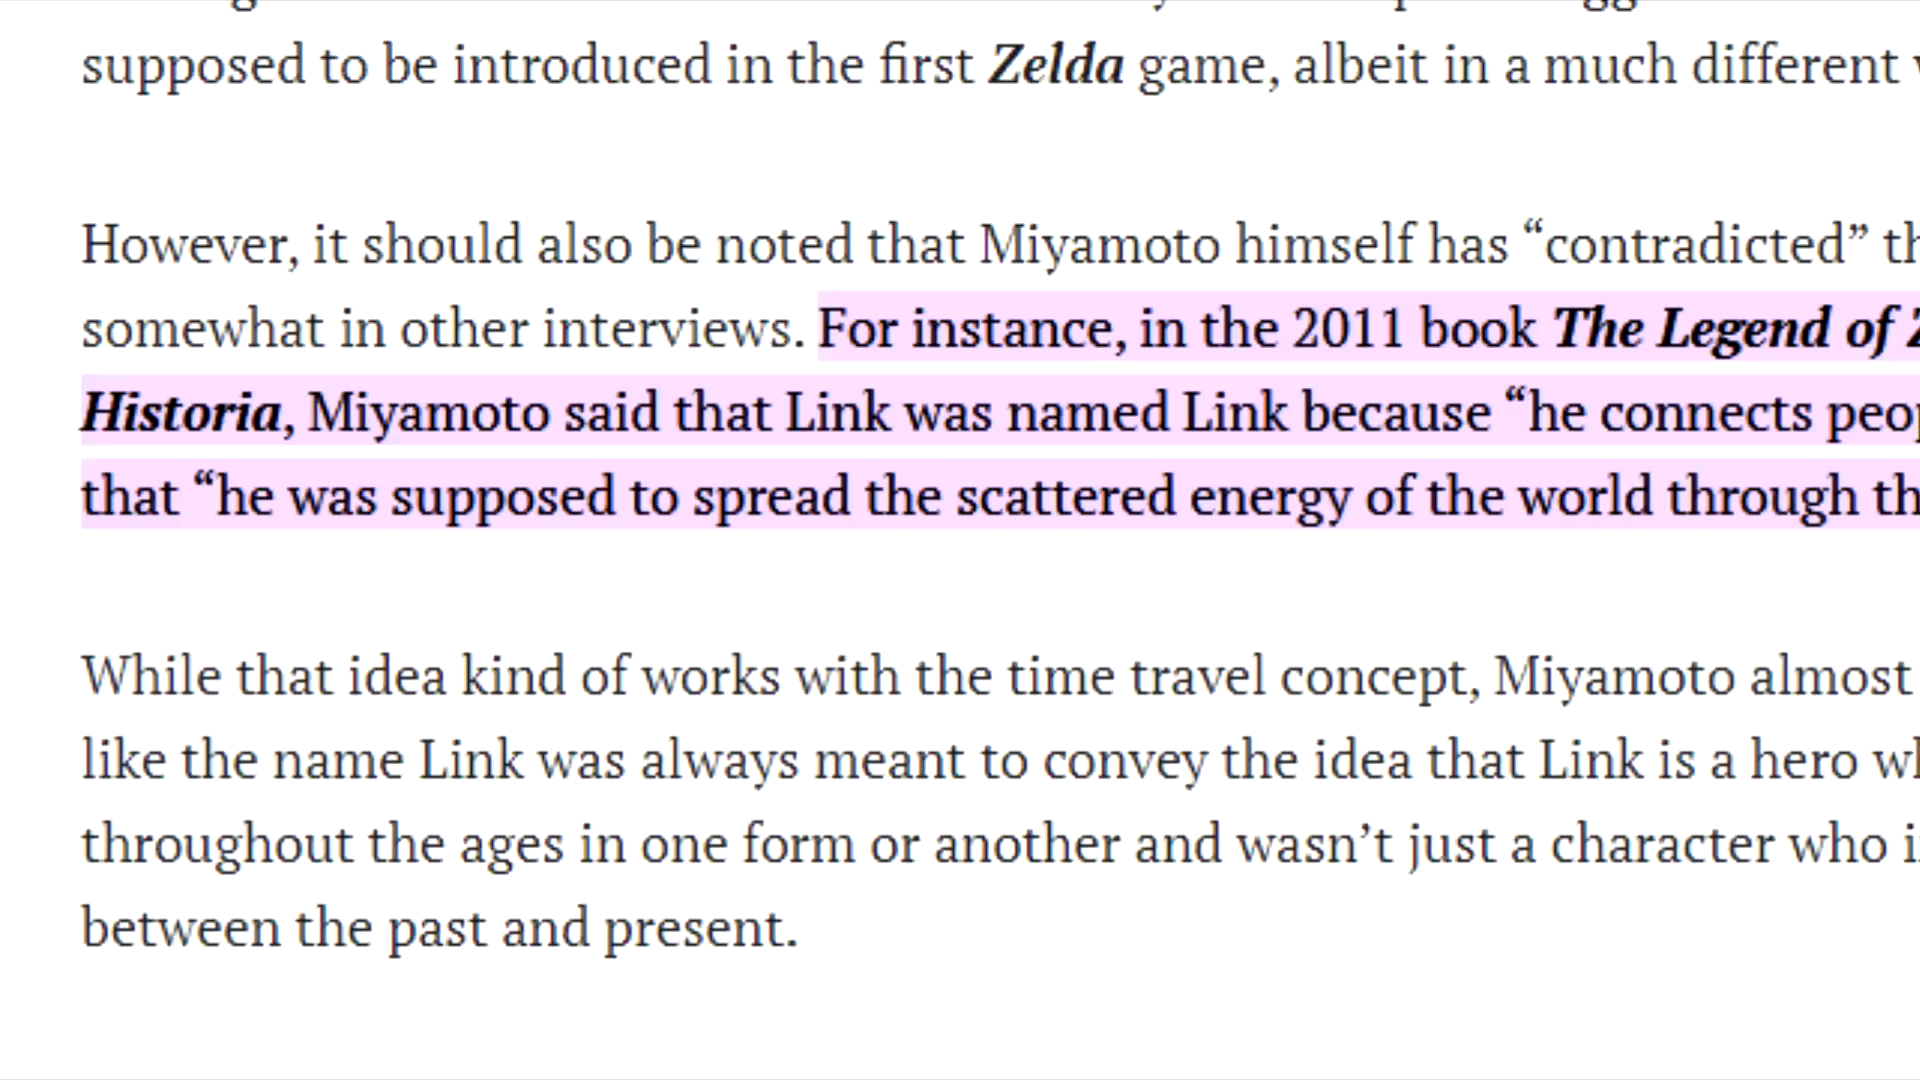 supposed to be introduced in the first Zelda game, albeit in a much different
However, it should also be noted that Miyamoto himself has “contradicted”
somewhat in other interviews. For instance, in the 2011 book The Legend of
Historia, Miyamoto said that Link was named Link because “he connects
that “he was supposed to spread the scattered energy of the world through
While that idea kind of works with the time travel concept, Miyamoto almost
like the name Link was always meant to convey the idea that Link is a hero
throughout the ages in one form or another and wasn’t just a character who
between the past and present.